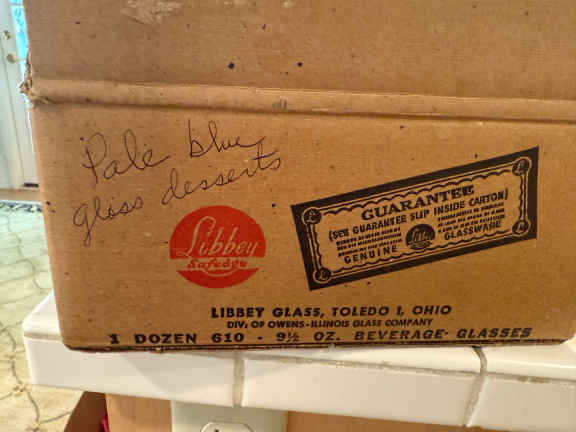 Pale blue
glass desserts
Libbey
Safedge
GUARANTEE
(SEE GUARANTEE SLIP INSIDE CARTON)
GENUINE Libbey GLASSWARE
LIBBEY GLASS, TOLEDO 1, OHIO
DIV: OF OWENS-ILLINOIS GLASS COMPANY
1 DOZEN 610 - 9½ OZ. BEVERAGE GLASSES